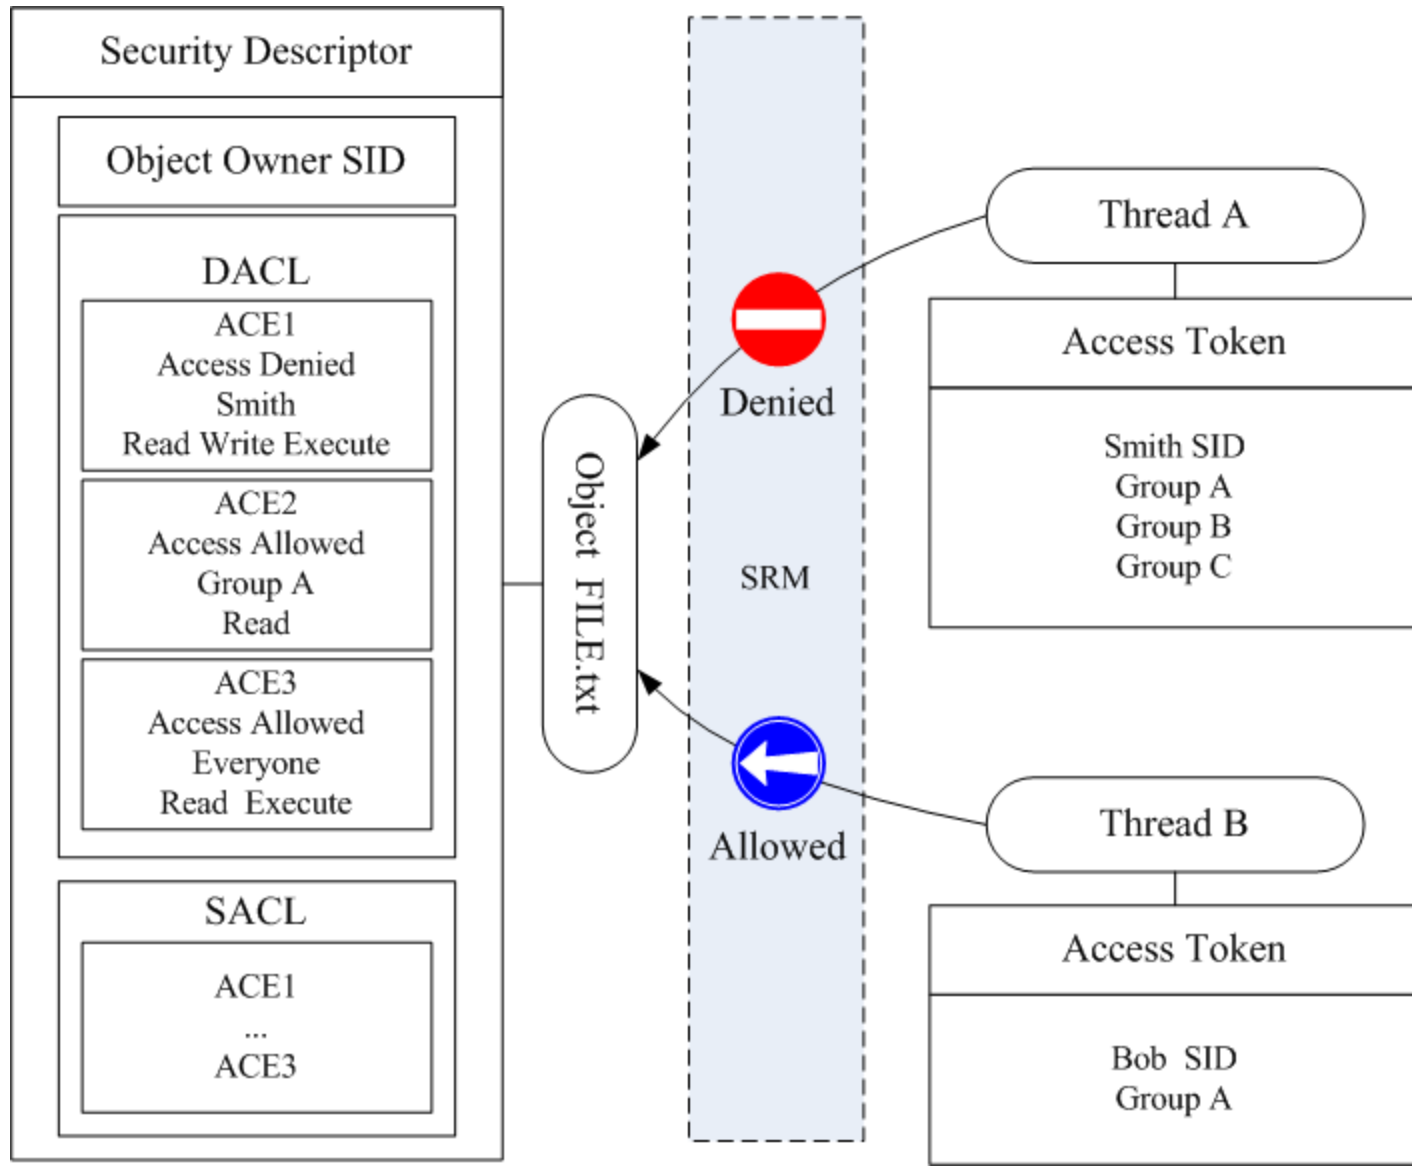 Security Descriptor
Object Owner SID
DACL
ACE1
Access Denied
Smith
Read Write Execute
ACE2
Access Allowed
Group A
Read
ACE3
Access Allowed
Everyone
Read Execute
SACL
ACE1
...
ACE3
Object FILE.txt
Denied
SRM
Allowed
Thread A
Access Token
Smith SID
Group A
Group B
Group C
Thread B
Access Token
Bob SID
Group A